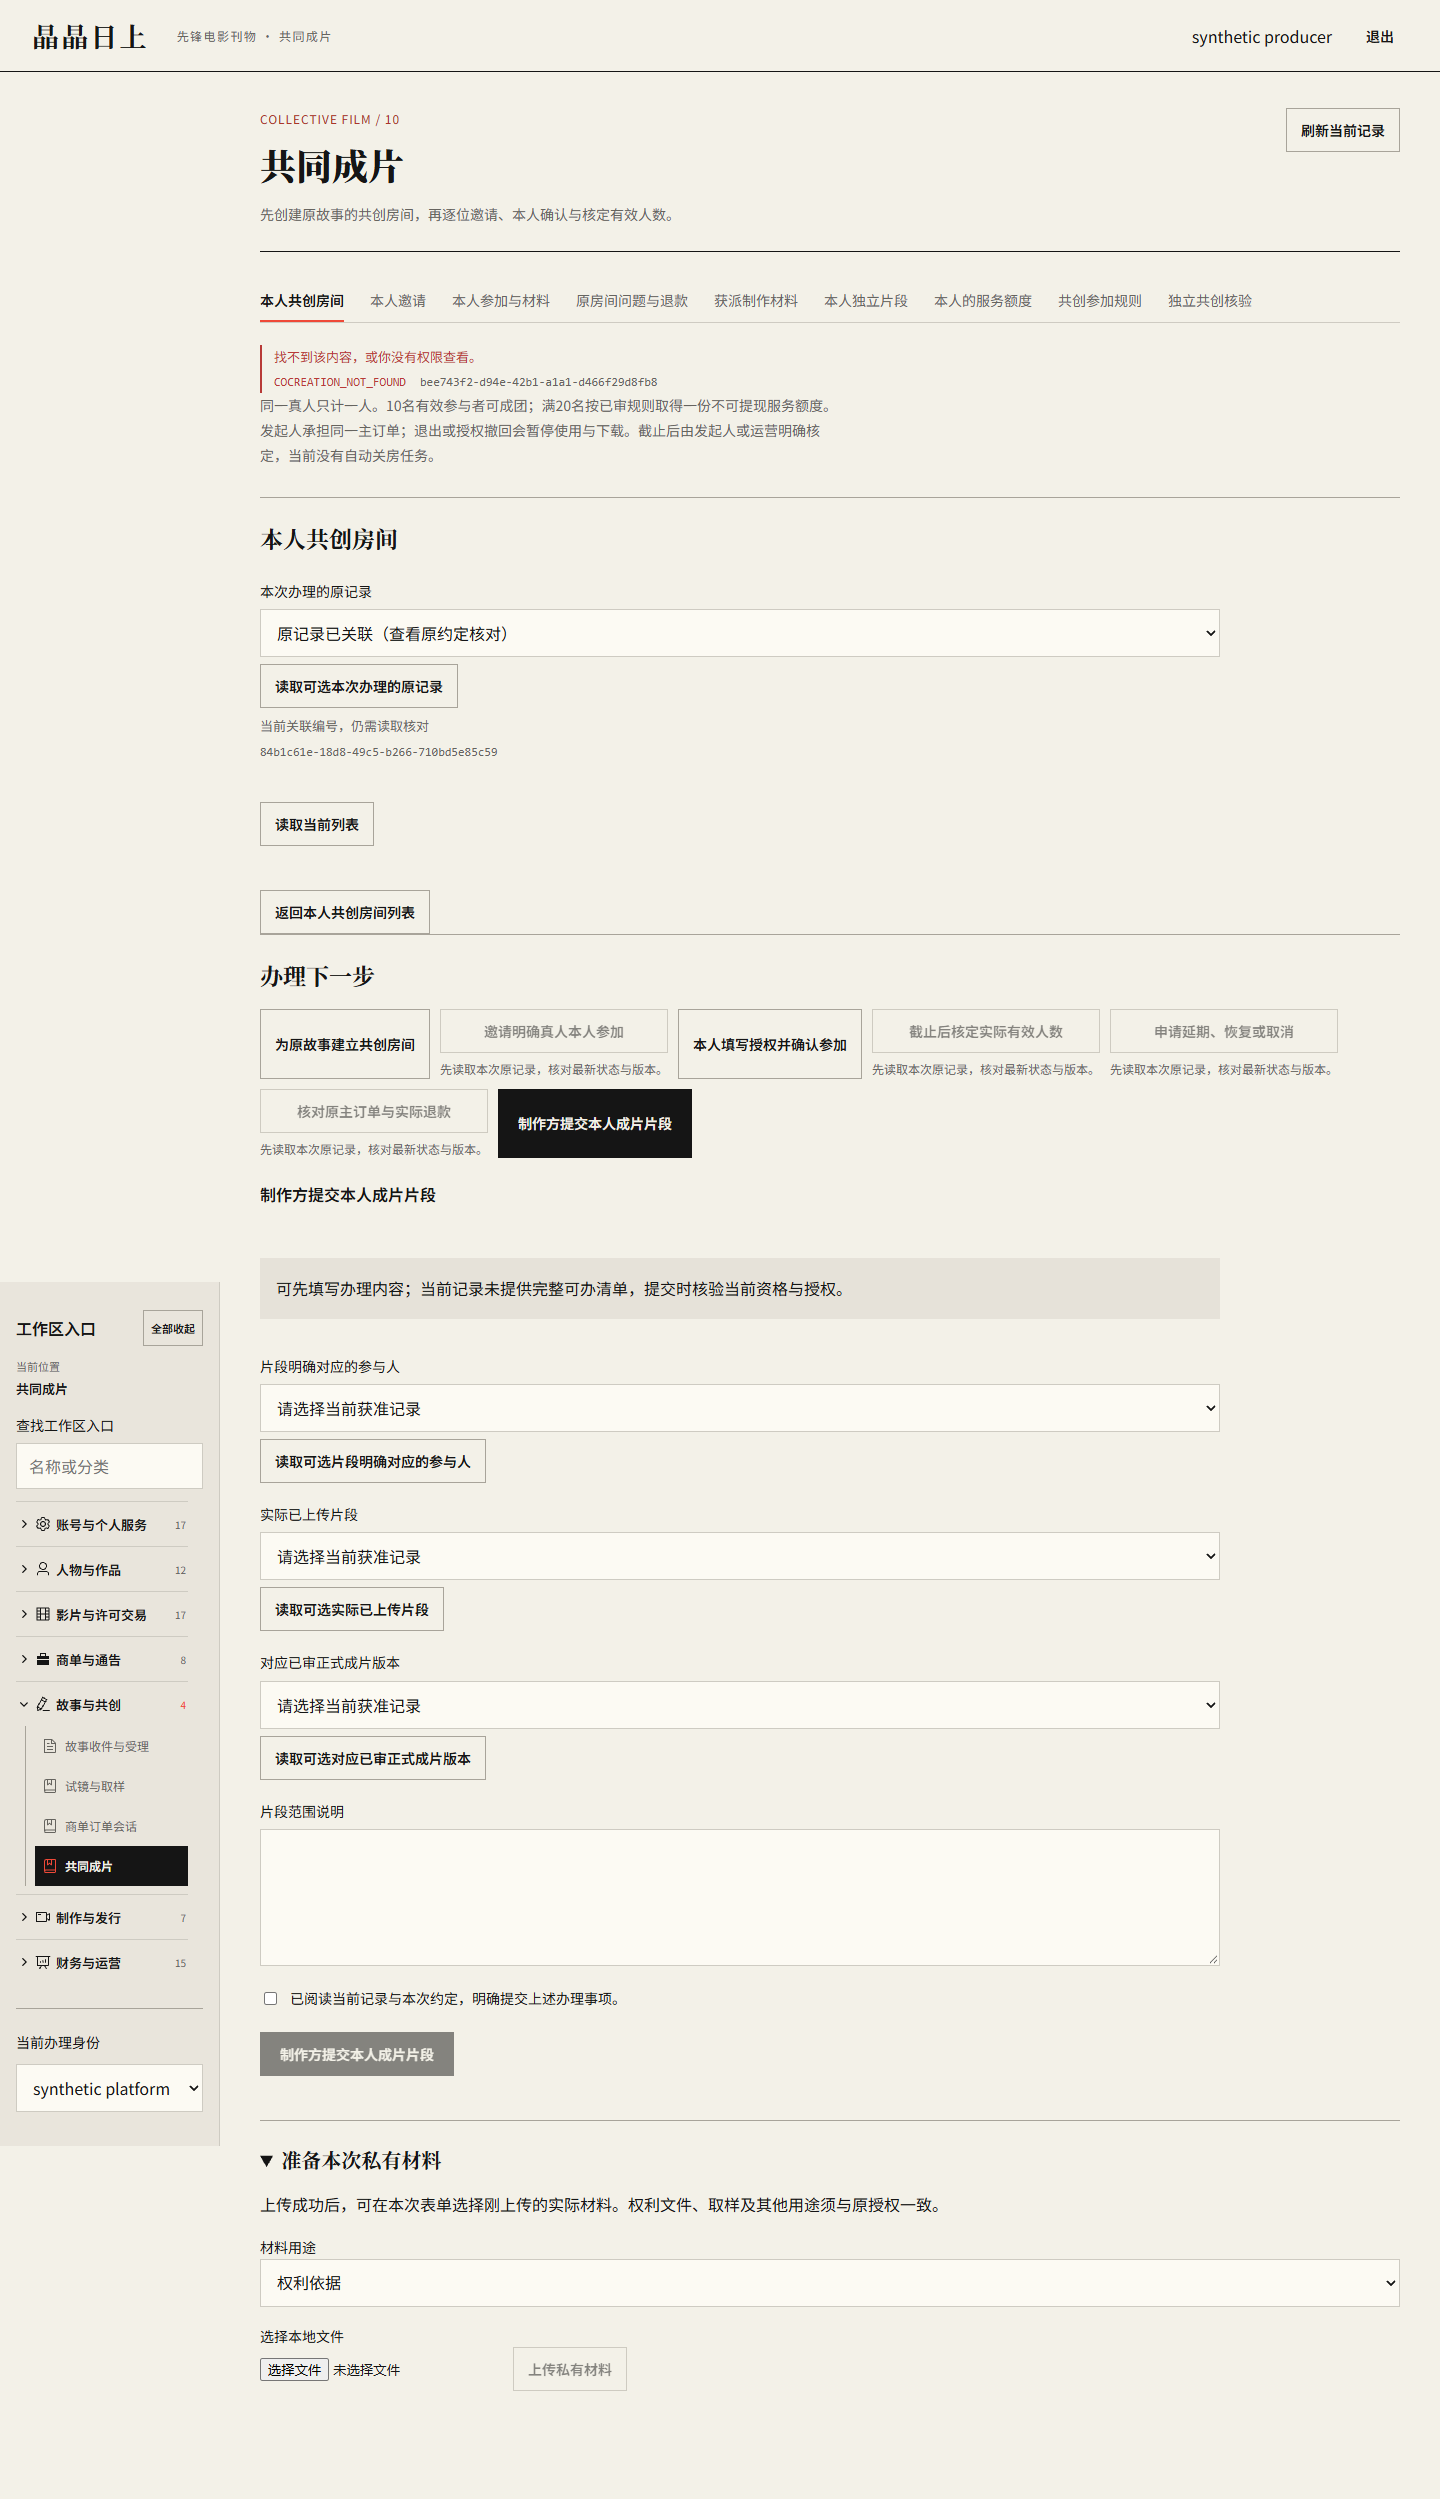 晶晶日上
先锋电影刊物 · 共同成片
synthetic producer
退出
COLLECTIVE FILM / 10
刷新当前记录
共同成片
先创建原故事的共创房间，再逐位邀请、本人确认与核定有效人数。
本人共创房间 本人邀请 本人参加与材料 原房间问题与退款 获派制作材料 本人独立片段 本人的服务额度 共创参加规则 独立共创核验
找不到该内容，或你没有权限查看。
COCREATION_NOT_FOUND bee743f2-d94e-42b1-a1a1-d466f29d8fb8
同一真人只计一人。10名有效参与者可成团；满20名按已审规则取得一份不可提现服务额度。
发起人承担同一主订单；退出或授权撤回会暂停使用与下载。截止后由发起人或运营明确核
定，当前没有自动关房任务。
本人共创房间
本次办理的原记录
原记录已关联（查看原约定核对）
读取可选本次办理的原记录
当前关联编号，仍需读取核对
84b1c61e-18d8-49c5-b266-710bd5e85c59
读取当前列表
返回本人共创房间列表
办理下一步
为原故事建立共创房间
邀请明确真人本人参加
先读取本次原记录，核对最新状态与版本。
本人填写授权并确认参加
截止后核定实际有效人数
先读取本次原记录，核对最新状态与版本。
申请延期、恢复或取消
先读取本次原记录，核对最新状态与版本。
核对原主订单与实际退款
先读取本次原记录，核对最新状态与版本。
制作方提交本人成片片段
制作方提交本人成片片段
可先填写办理内容；当前记录未提供完整可办清单，提交时核验当前资格与授权。
片段明确对应的参与人
请选择当前获准记录
读取可选片段明确对应的参与人
实际已上传片段
请选择当前获准记录
读取可选实际已上传片段
对应已审正式成片版本
请选择当前获准记录
读取可选对应已审正式成片版本
片段范围说明
已阅读当前记录与本次约定，明确提交上述办理事项。
制作方提交本人成片片段
准备本次私有材料
上传成功后，可在本次表单选择刚上传的实际材料。权利文件、取样及其他用途须与原授权一致。
材料用途
权利依据
选择本地文件
选择文件 未选择文件
上传私有材料
工作区入口
全部收起
当前位置
共同成片
查找工作区入口
名称或分类
账号与个人服务 17
人物与作品 12
影片与许可交易 17
商单与通告 8
故事与共创 4
故事收件与受理
试镜与取样
商单订单会话
共同成片
制作与发行 7
财务与运营 15
当前办理身份
synthetic platform